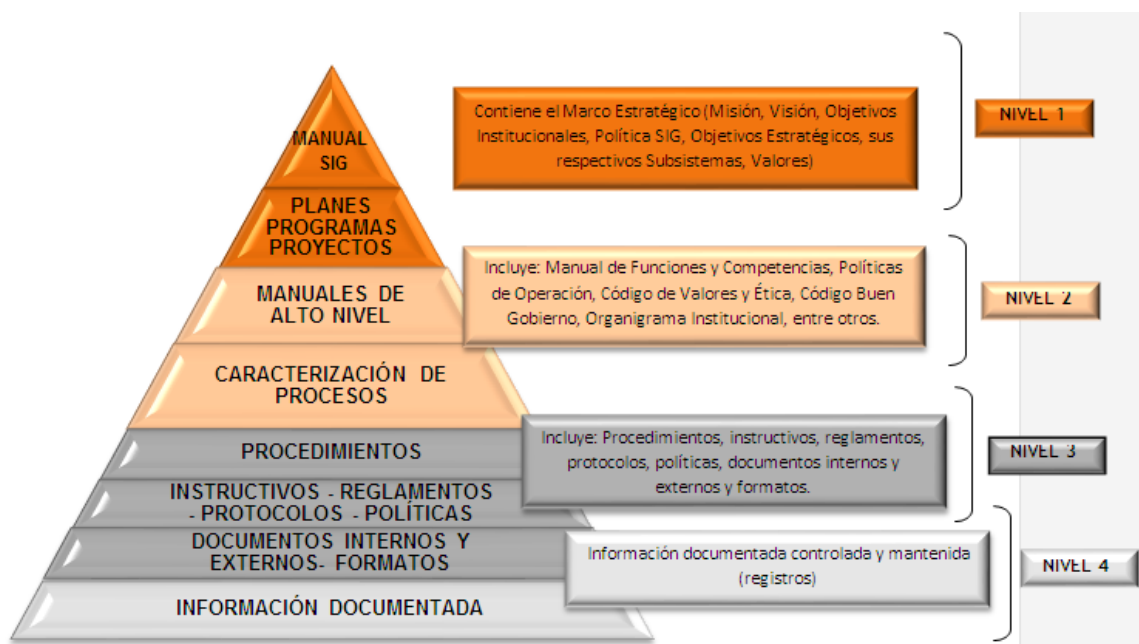 MANUAL
SIG
PLANES
PROGRAMAS
PROYECTOS
MANUALES DE
ALTO NIVEL
CARACTERIZACIÓN DE
PROCESOS
PROCEDIMIENTOS
INSTRUCTIVOS - REGLAMENTOS
- PROTOCOLOS - POLÍTICAS
DOCUMENTOS INTERNOS Y
EXTERNOS- FORMATOS
INFORMACIÓN DOCUMENTADA
Contiene el Marco Estratégico (Misión, Visión, Objetivos
Institucionales, Política SIG, Objetivos Estratégicos, sus
respectivos Subsistemas, Valores)
NIVEL 1
Incluye: Manual de Funciones y Competencias, Políticas
de Operación, Código de Valores y Ética, Código Buen
Gobierno, Organigrama Institucional, entre otros.
NIVEL 2
Incluye: Procedimientos, instructivos, reglamentos,
protocolos, políticas, documentos internos y
externos y formatos.
NIVEL 3
Información documentada controlada y mantenida
(registros)
NIVEL 4